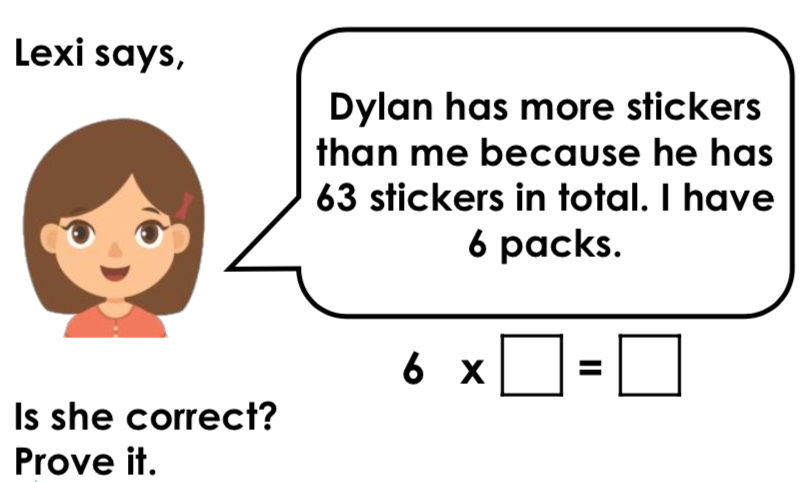 Lexi says,
Dylan has more stickers
than me because he has
63 stickers in total. I have
6 packs.
6 x = 
Is she correct?
Prove it.